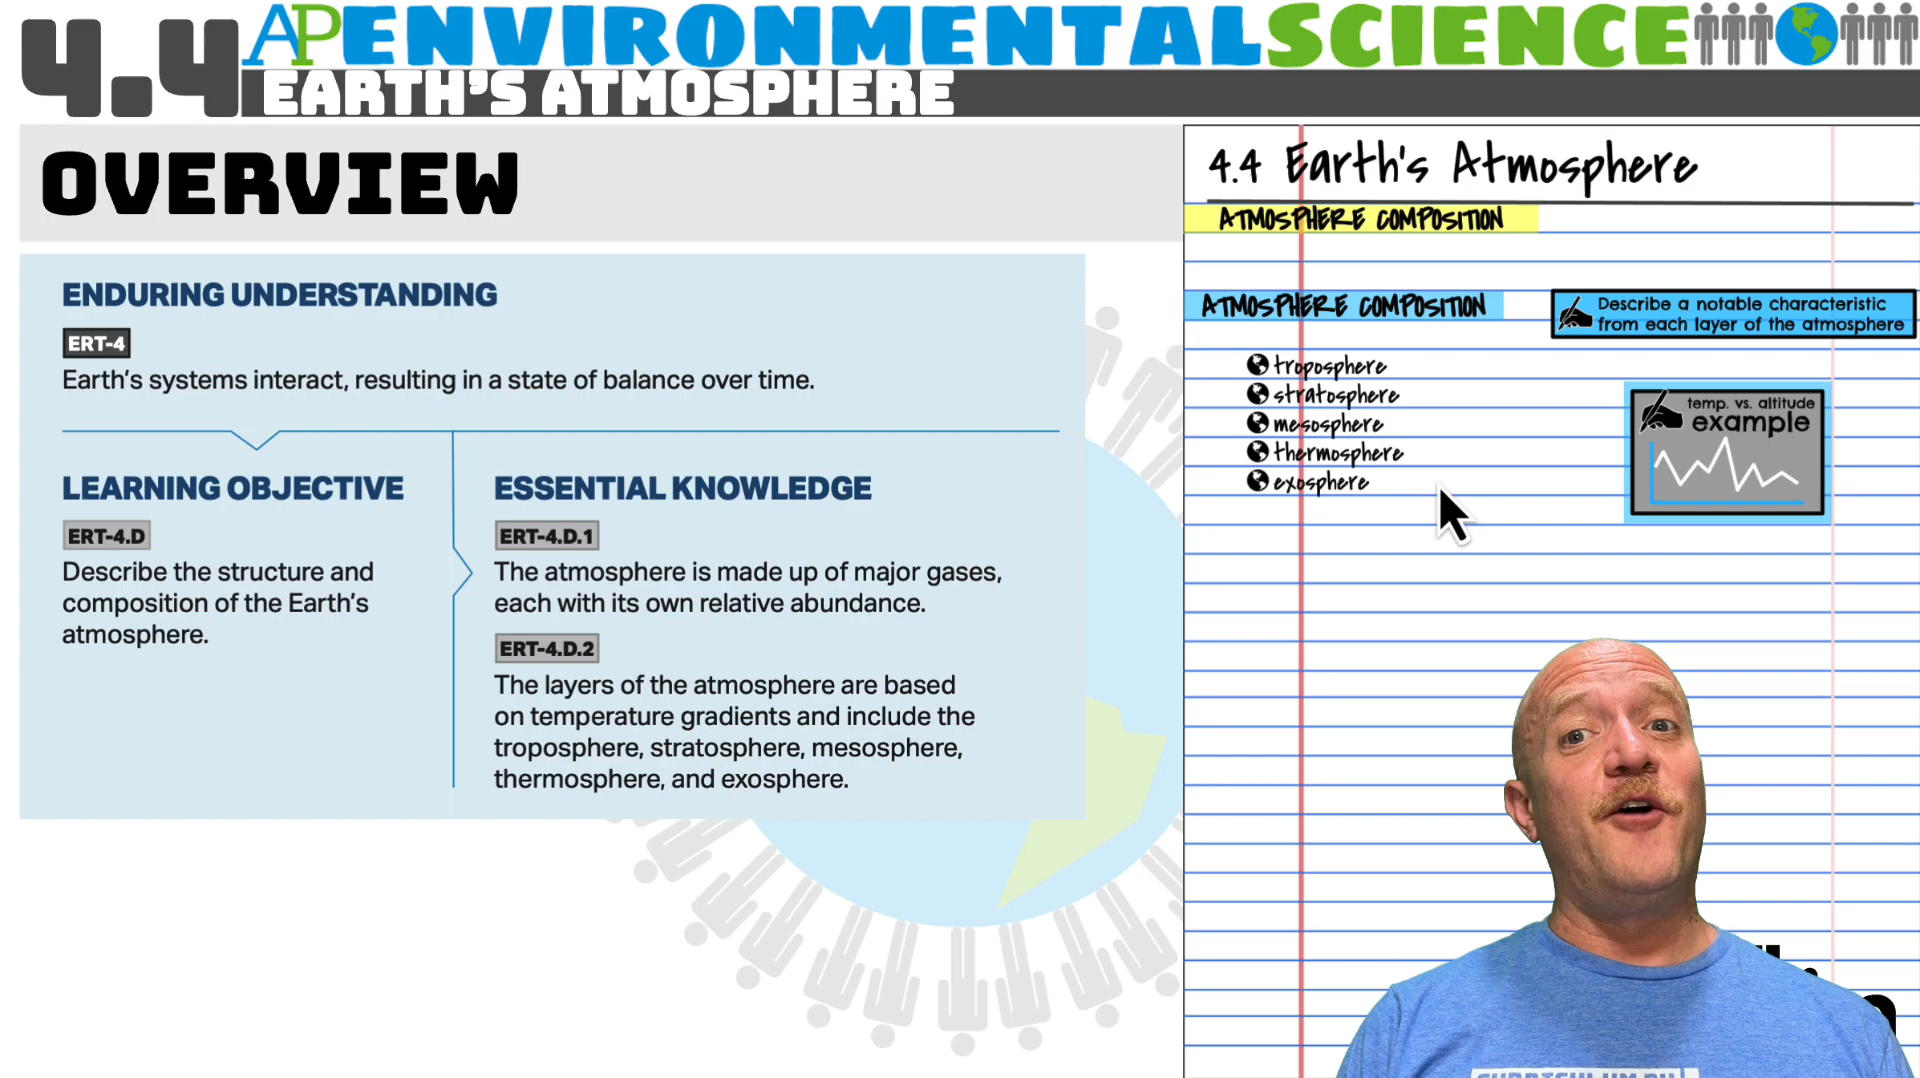 4.4
AP ENVIRONMENTAL SCIENCE
EARTH'S ATMOSPHERE
OVERVIEW
ENDURING UNDERSTANDING
ERT-4
Earth's systems interact, resulting in a state of balance over time.
LEARNING OBJECTIVE
ERT-4.D
Describe the structure and
composition of the Earth's
atmosphere.
ESSENTIAL KNOWLEDGE
ERT-4.D.1
The atmosphere is made up of major gases,
each with its own relative abundance.
ERT-4.D.2
The layers of the atmosphere are based
on temperature gradients and include the
troposphere, stratosphere, mesosphere,
thermosphere, and exosphere.
4.4 Earth's Atmosphere
ATMOSPHERE COMPOSITION
ATMOSPHERE COMPOSITION
Describe a notable characteristic
from each layer of the atmosphere
troposphere
stratosphere
mesosphere
thermosphere
exosphere
temp. vs. altitude
example